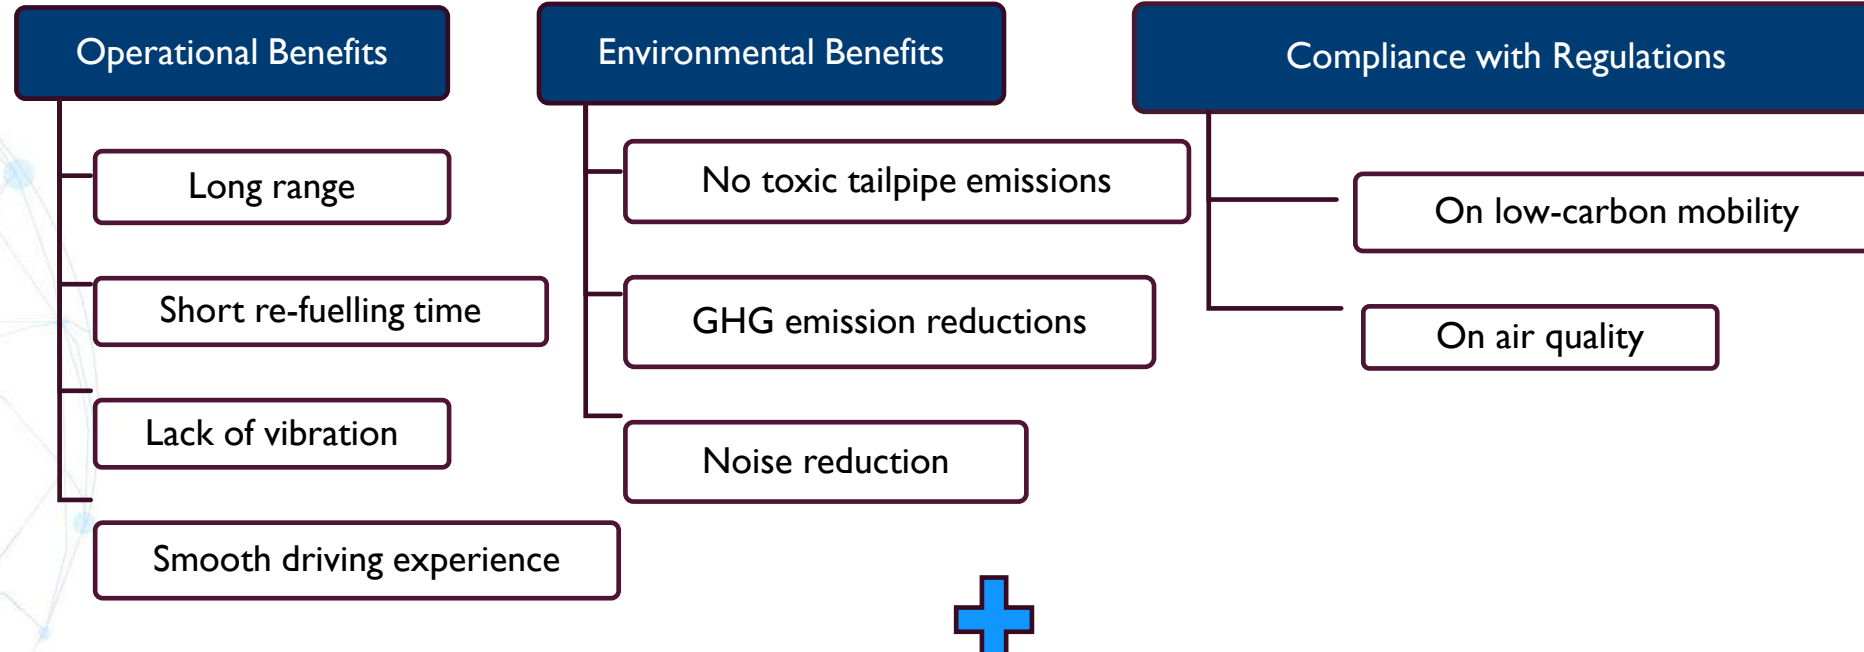 Operational Benefits
Long range
Short re-fuelling time
Lack of vibration
Smooth driving experience
Environmental Benefits
No toxic tailpipe emissions
GHG emission reductions
Noise reduction
Compliance with Regulations
On low-carbon mobility
On air quality